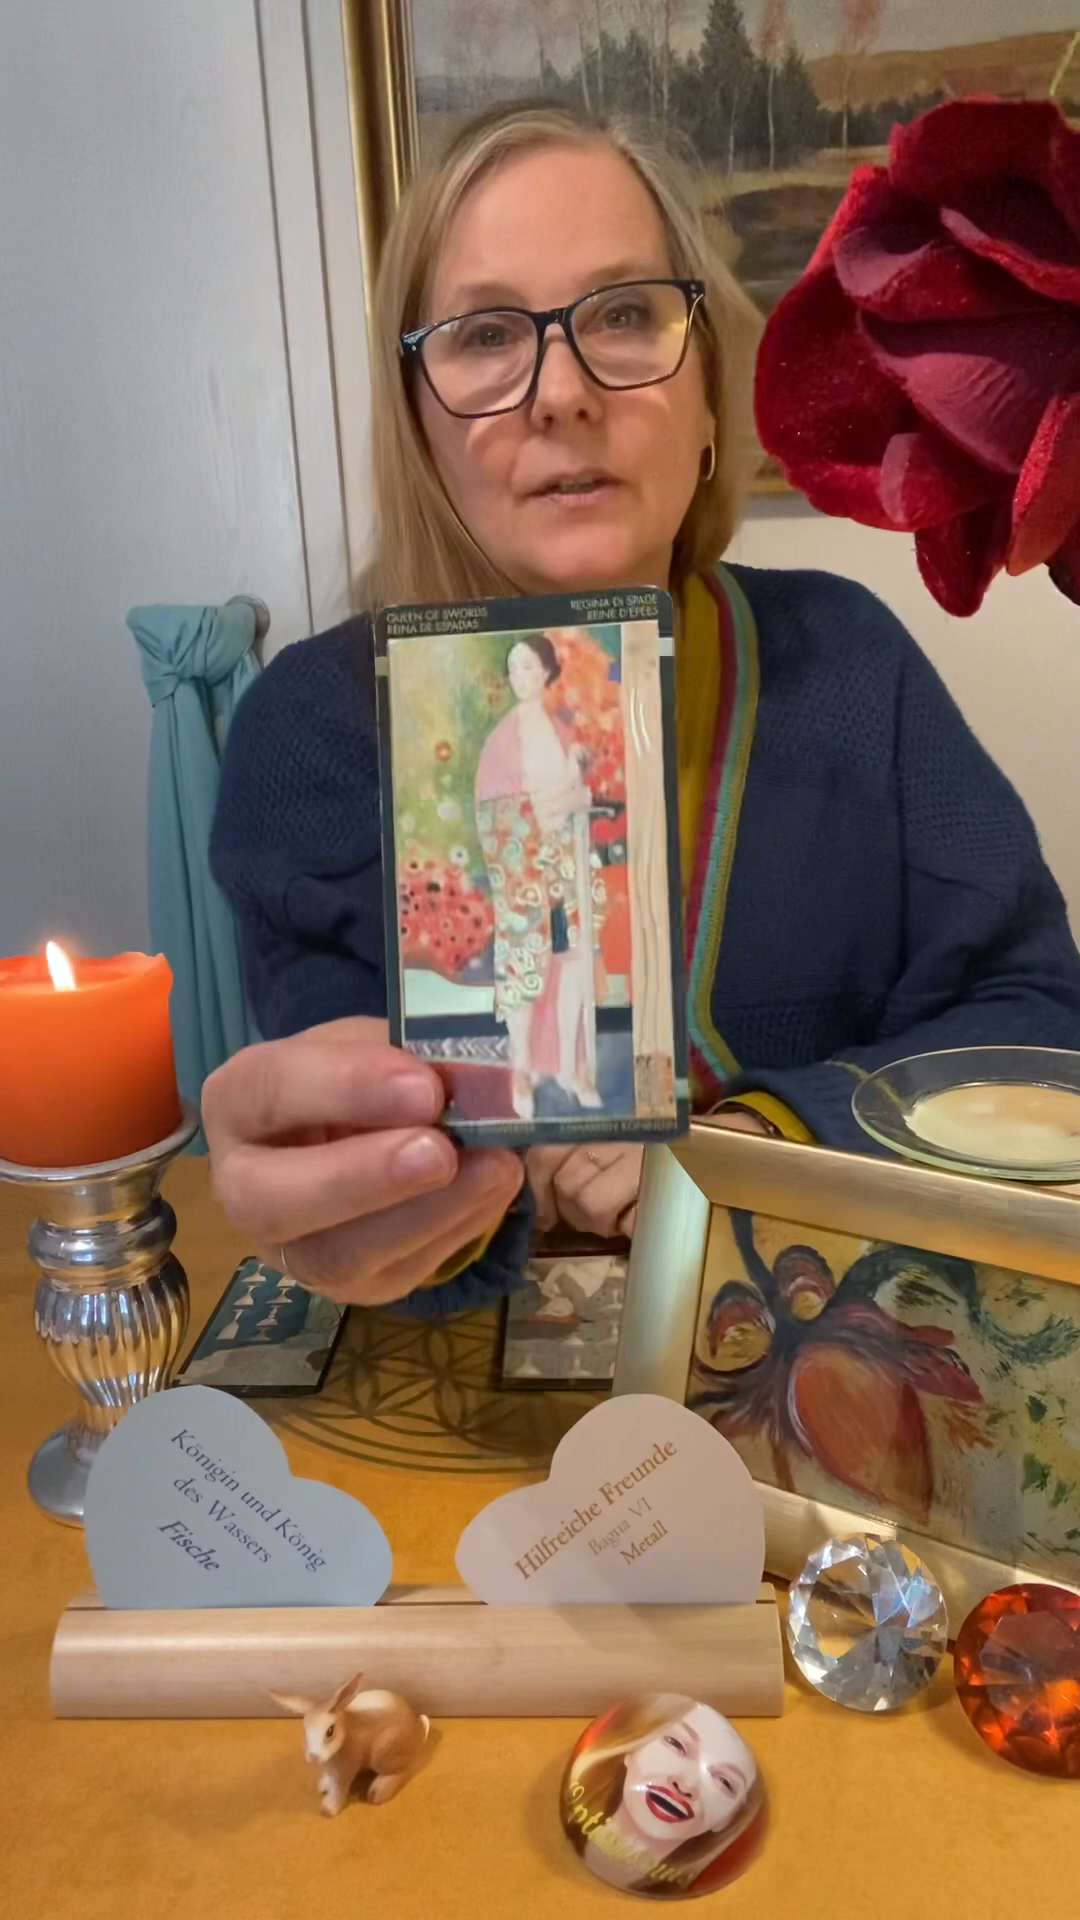 QUEEN OF SWORDS
REINA DE ESPADAS
REGINA DI SPADE
REINE D'EPEES
Königin und König
des Wassers
Fische
Hilfreiche Freunde
Bagua VI
Metall